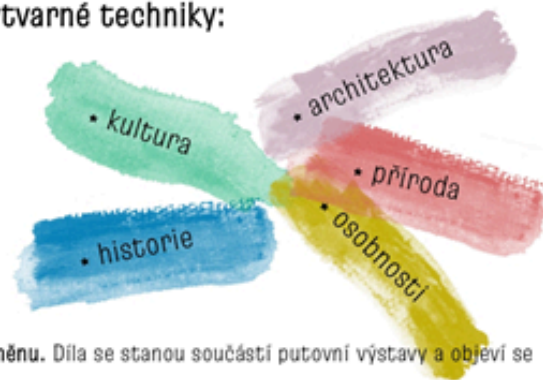 tvarné techniky:
* architektura
* kultura
* příroda
* osobnosti
* historie
měnu. Díla se stanou součástí putovní výstavy a objeví se